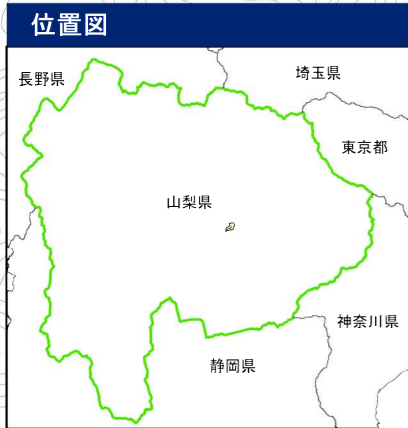 位置図
長野県
埼玉県
東京都
山梨県
神奈川県
静岡県